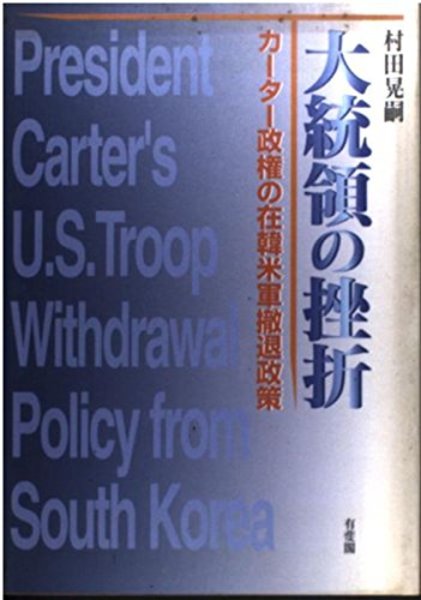 村田晃嗣
大統領の挫折
カーター政権の在韓米軍撤退政策
President
Carter's
U.S. Troop
Withdrawal
Policy from
South Korea
有斐閣